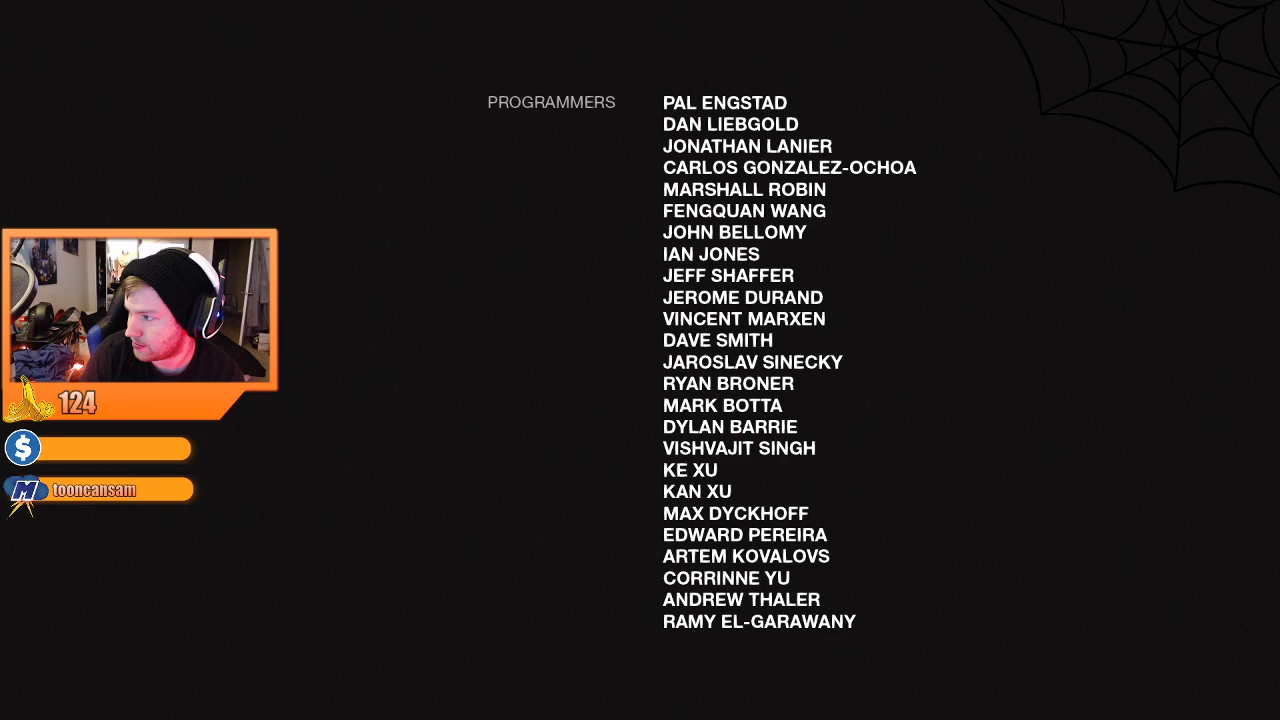 PROGRAMMERS
PAL ENGSTAD
DAN LIEBGOLD
JONATHAN LANIER
CARLOS GONZALEZ-OCHOA
MARSHALL ROBIN
FENGQUAN WANG
JOHN BELLOMY
IAN JONES
JEFF SHAFFER
JEROME DURAND
VINCENT MARXEN
DAVE SMITH
JAROSLAV SINECKY
RYAN BRONER
MARK BOTTA
DYLAN BARRIE
VISHVAJIT SINGH
KE XU
KAN XU
MAX DYCKHOFF
EDWARD PEREIRA
ARTEM KOVALOVS
CORRINNE YU
ANDREW THALER
RAMY EL-GARAWANY
124
$
M tooncansam